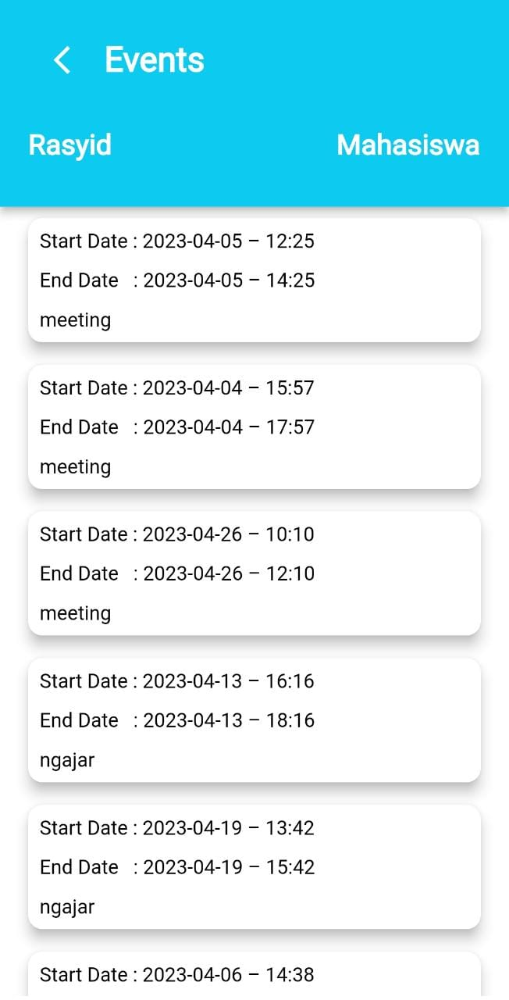 Events
Rasyid Mahasiswa
Start Date : 2023-04-05 – 12:25
End Date : 2023-04-05 – 14:25
meeting
Start Date : 2023-04-04 – 15:57
End Date : 2023-04-04 – 17:57
meeting
Start Date : 2023-04-26 – 10:10
End Date : 2023-04-26 – 12:10
meeting
Start Date : 2023-04-13 – 16:16
End Date : 2023-04-13 – 18:16
ngajar
Start Date : 2023-04-19 – 13:42
End Date : 2023-04-19 – 15:42
ngajar
Start Date : 2023-04-06 – 14:38